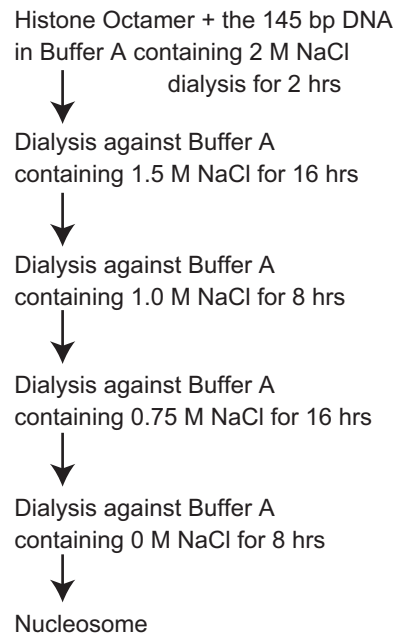 Histone Octamer + the 145 bp DNA
in Buffer A containing 2 M NaCl
dialysis for 2 hrs
Dialysis against Buffer A
containing 1.5 M NaCl for 16 hrs
Dialysis against Buffer A
containing 1.0 M NaCl for 8 hrs
Dialysis against Buffer A
containing 0.75 M NaCl for 16 hrs
Dialysis against Buffer A
containing 0 M NaCl for 8 hrs
Nucleosome